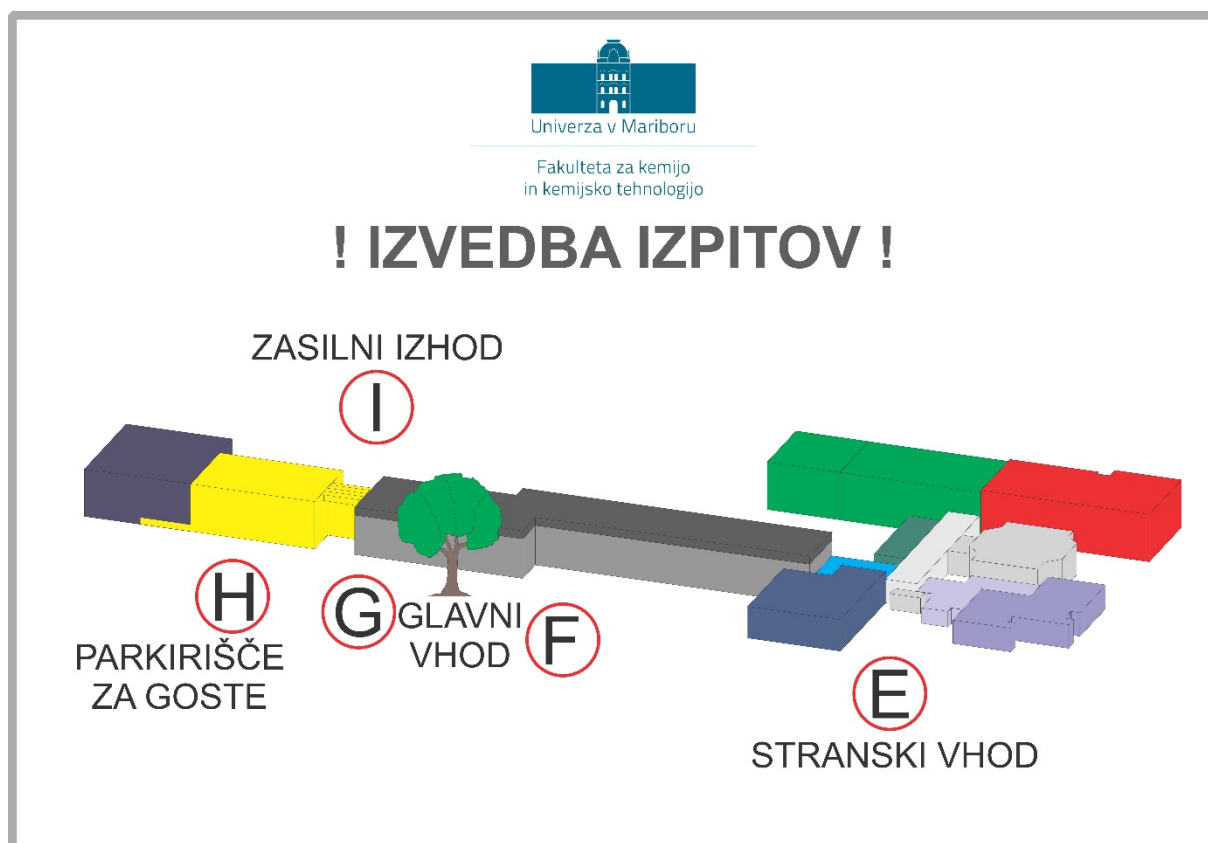 Univerza v Mariboru
Fakulteta za kemijo
in kemijsko tehnologijo
! IZVEDBA IZPITOV !
ZASILNI IZHOD
I
H
PARKIRIŠČE
ZA GOSTE
G
GLAVNI
VHOD
F
E
STRANSKI VHOD